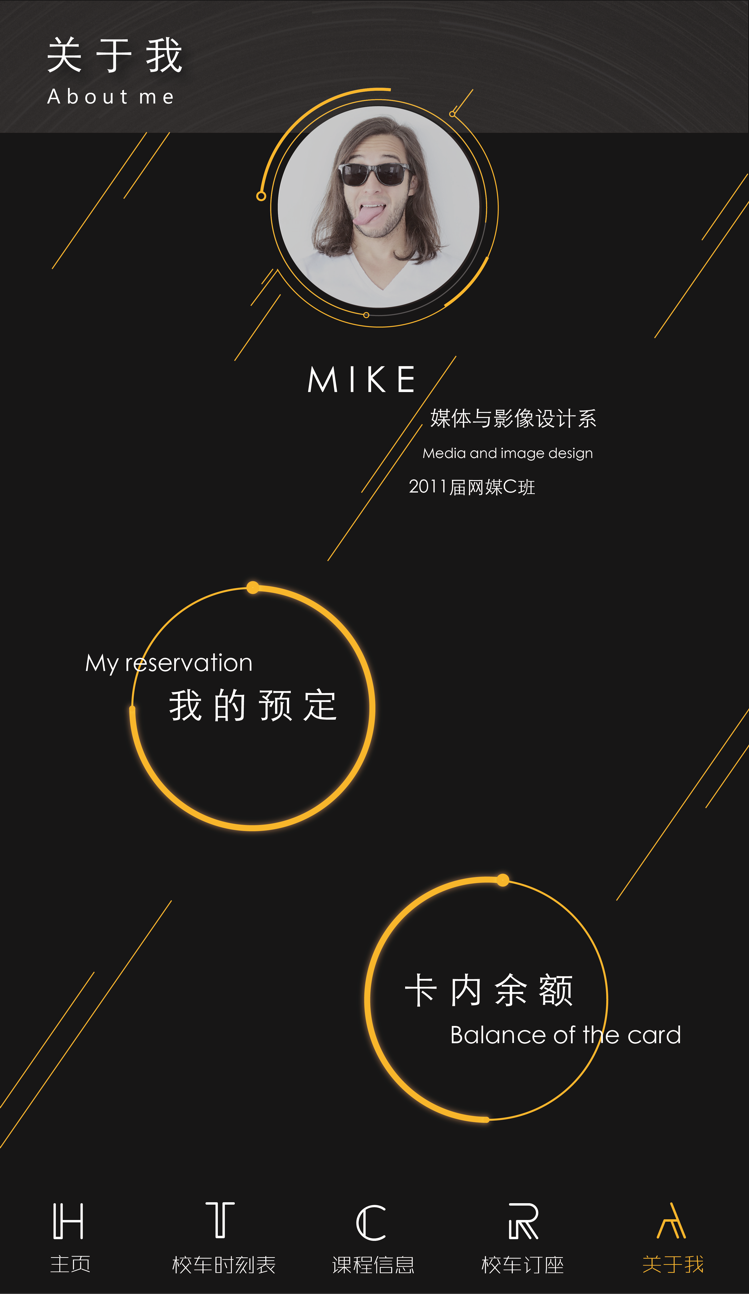 关于我
About me
MIKE
媒体与影像设计系
Media and image design
2011届网媒C班
My reservation
我的预定
卡内余额
Balance of the card
H T C R A
主页 校车时刻表 课程信息 校车订座 关于我